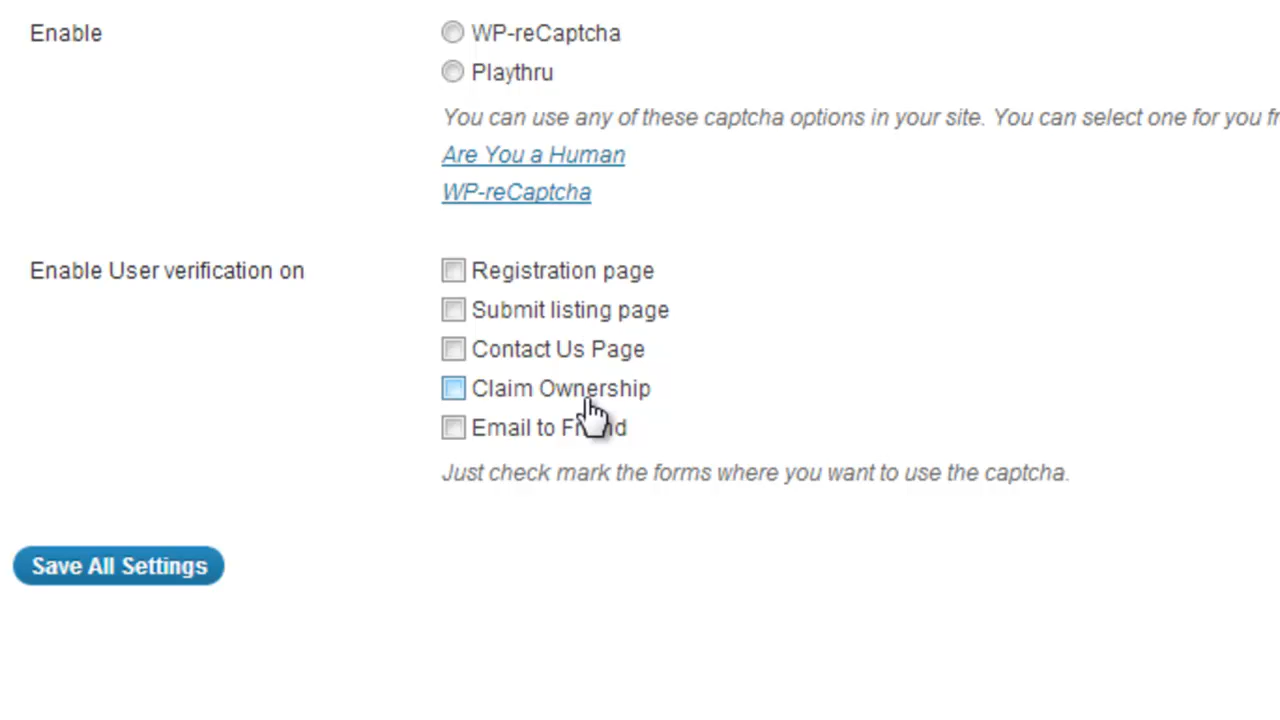 Enable
WP-reCaptcha
Playthru
You can use any of these captcha options in your site. You can select one for you
Are You a Human
WP-reCaptcha
Enable User verification on
Registration page
Submit listing page
Contact Us Page
Claim Ownership
Email to
Just check mark the forms where you want to use the captcha.
Save All Settings